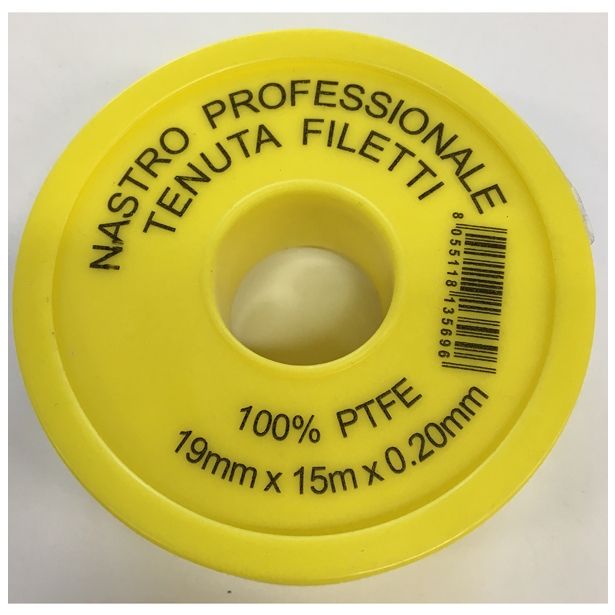 NASTRO PROFESSIONALE
TENUTA FILETTI
8 055118 135696
100% PTFE
19mm x 15m x 0.20mm